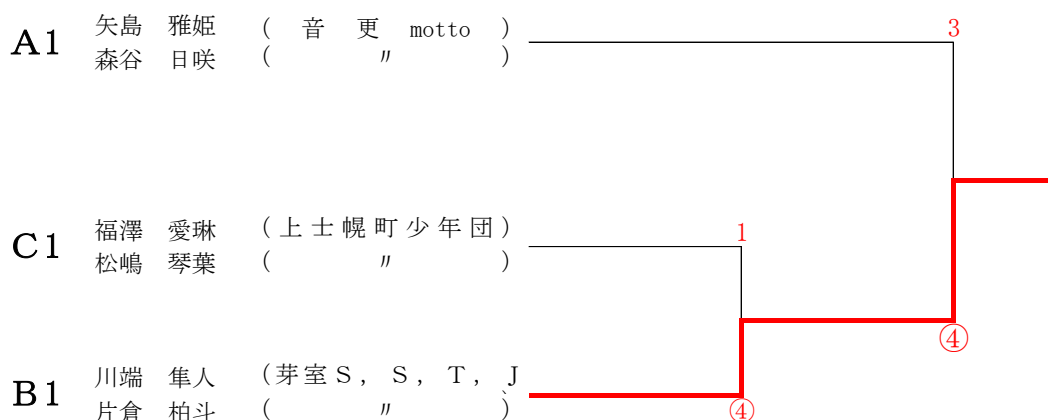 A1 矢島 雅姫 ( 音 更 motto )
森谷 日咲 ( 〃 )
3
C1 福澤 愛琳 (上士幌町少年団)
松嶋 琴葉 ( 〃 )
1
④
B1 川端 隼人 (芽室S, S, T, J
片倉 柏斗 ( 〃 )
④